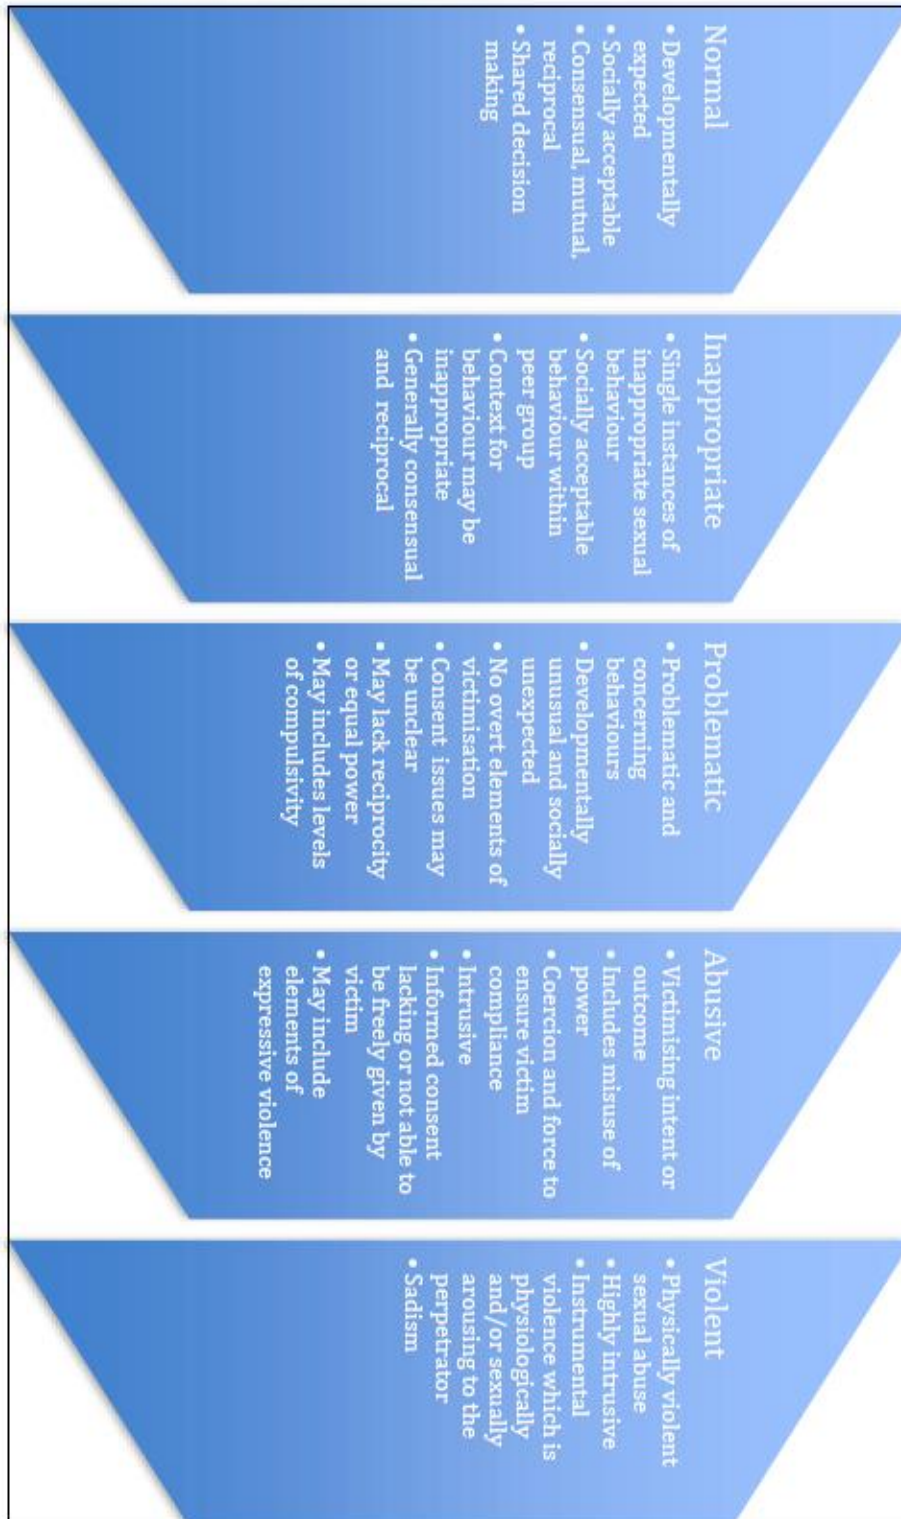 Normal
• Developmentally
expected
• Socially acceptable
• Consensual, mutual,
reciprocal
• Shared decision
making
Inappropriate
• Single instances of
inappropriate sexual
behaviour
• Socially acceptable
behaviour within
peer group
• Context for
behaviour may be
inappropriate
• Generally consensual
and reciprocal
Problematic
• Problematic and
concerning
behaviours
• Developmentally
unusual and socially
unexpected
• No overt elements of
victimisation
• Consent issues may
be unclear
• May lack reciprocity
or equal power
• May includes levels
of compulsivity
Abusive
• Victimising intent or
outcome
• Includes misuse of
power
• Coercion and force to
ensure victim
compliance
• Intrusive
• Informed consent
lacking or not able to
be freely given by
victim
• May include
elements of
expressive violence
Violent
• Physically violent
sexual abuse
• Highly intrusive
• Instrumental
violence which is
physiologically
and/or sexually
arousing to the
perpetrator
• Sadism